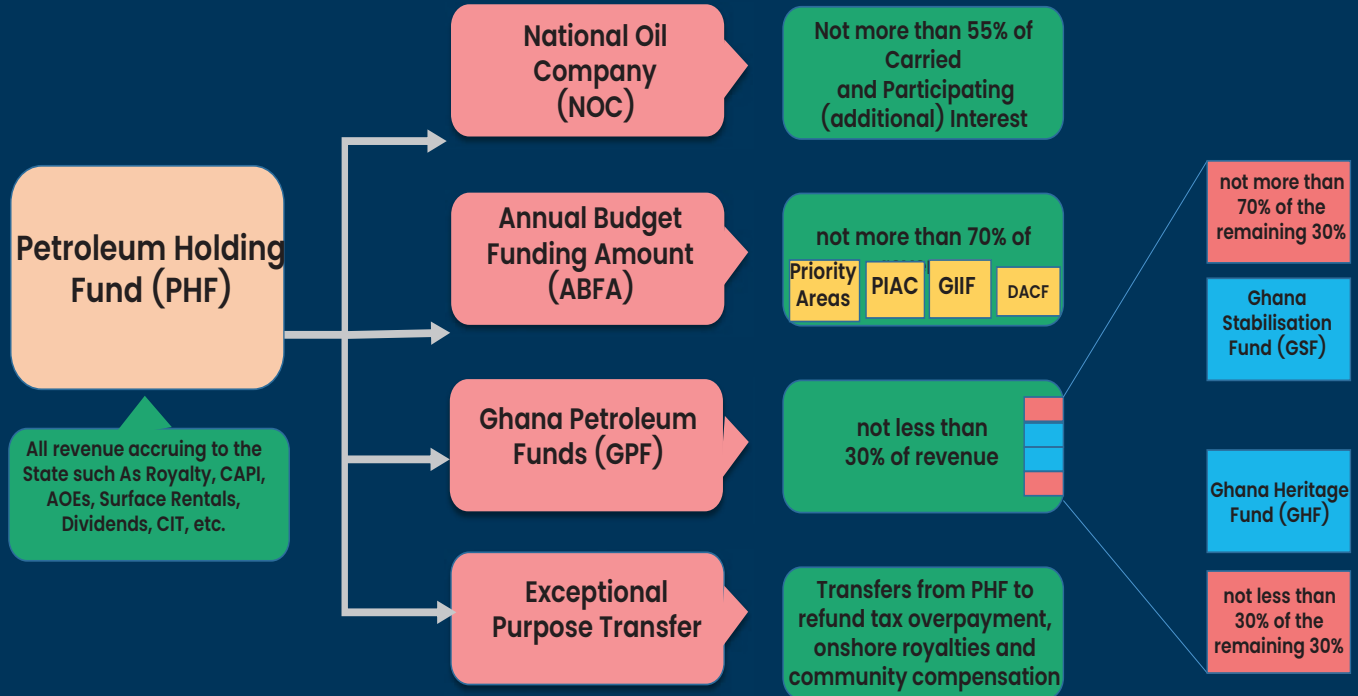 Petroleum Holding
Fund (PHF)
All revenue accruing to the
State such As Royalty, CAPI,
AOEs, Surface Rentals,
Dividends, CIT, etc.
National Oil
Company
(NOC)
Not more than 55% of
Carried
and Participating
(additional) Interest
Annual Budget
Funding Amount
(ABFA)
not more than 70% of
Priority
Areas
PIAC
GIIF
DACF
Ghana Petroleum
Funds (GPF)
not less than
30% of revenue
Exceptional
Purpose Transfer
Transfers from PHF to
refund tax overpayment,
onshore royalties and
community compensation
not more than
70% of the
remaining 30%
Ghana
Stabilisation
Fund (GSF)
Ghana Heritage
Fund (GHF)
not less than
30% of the
remaining 30%